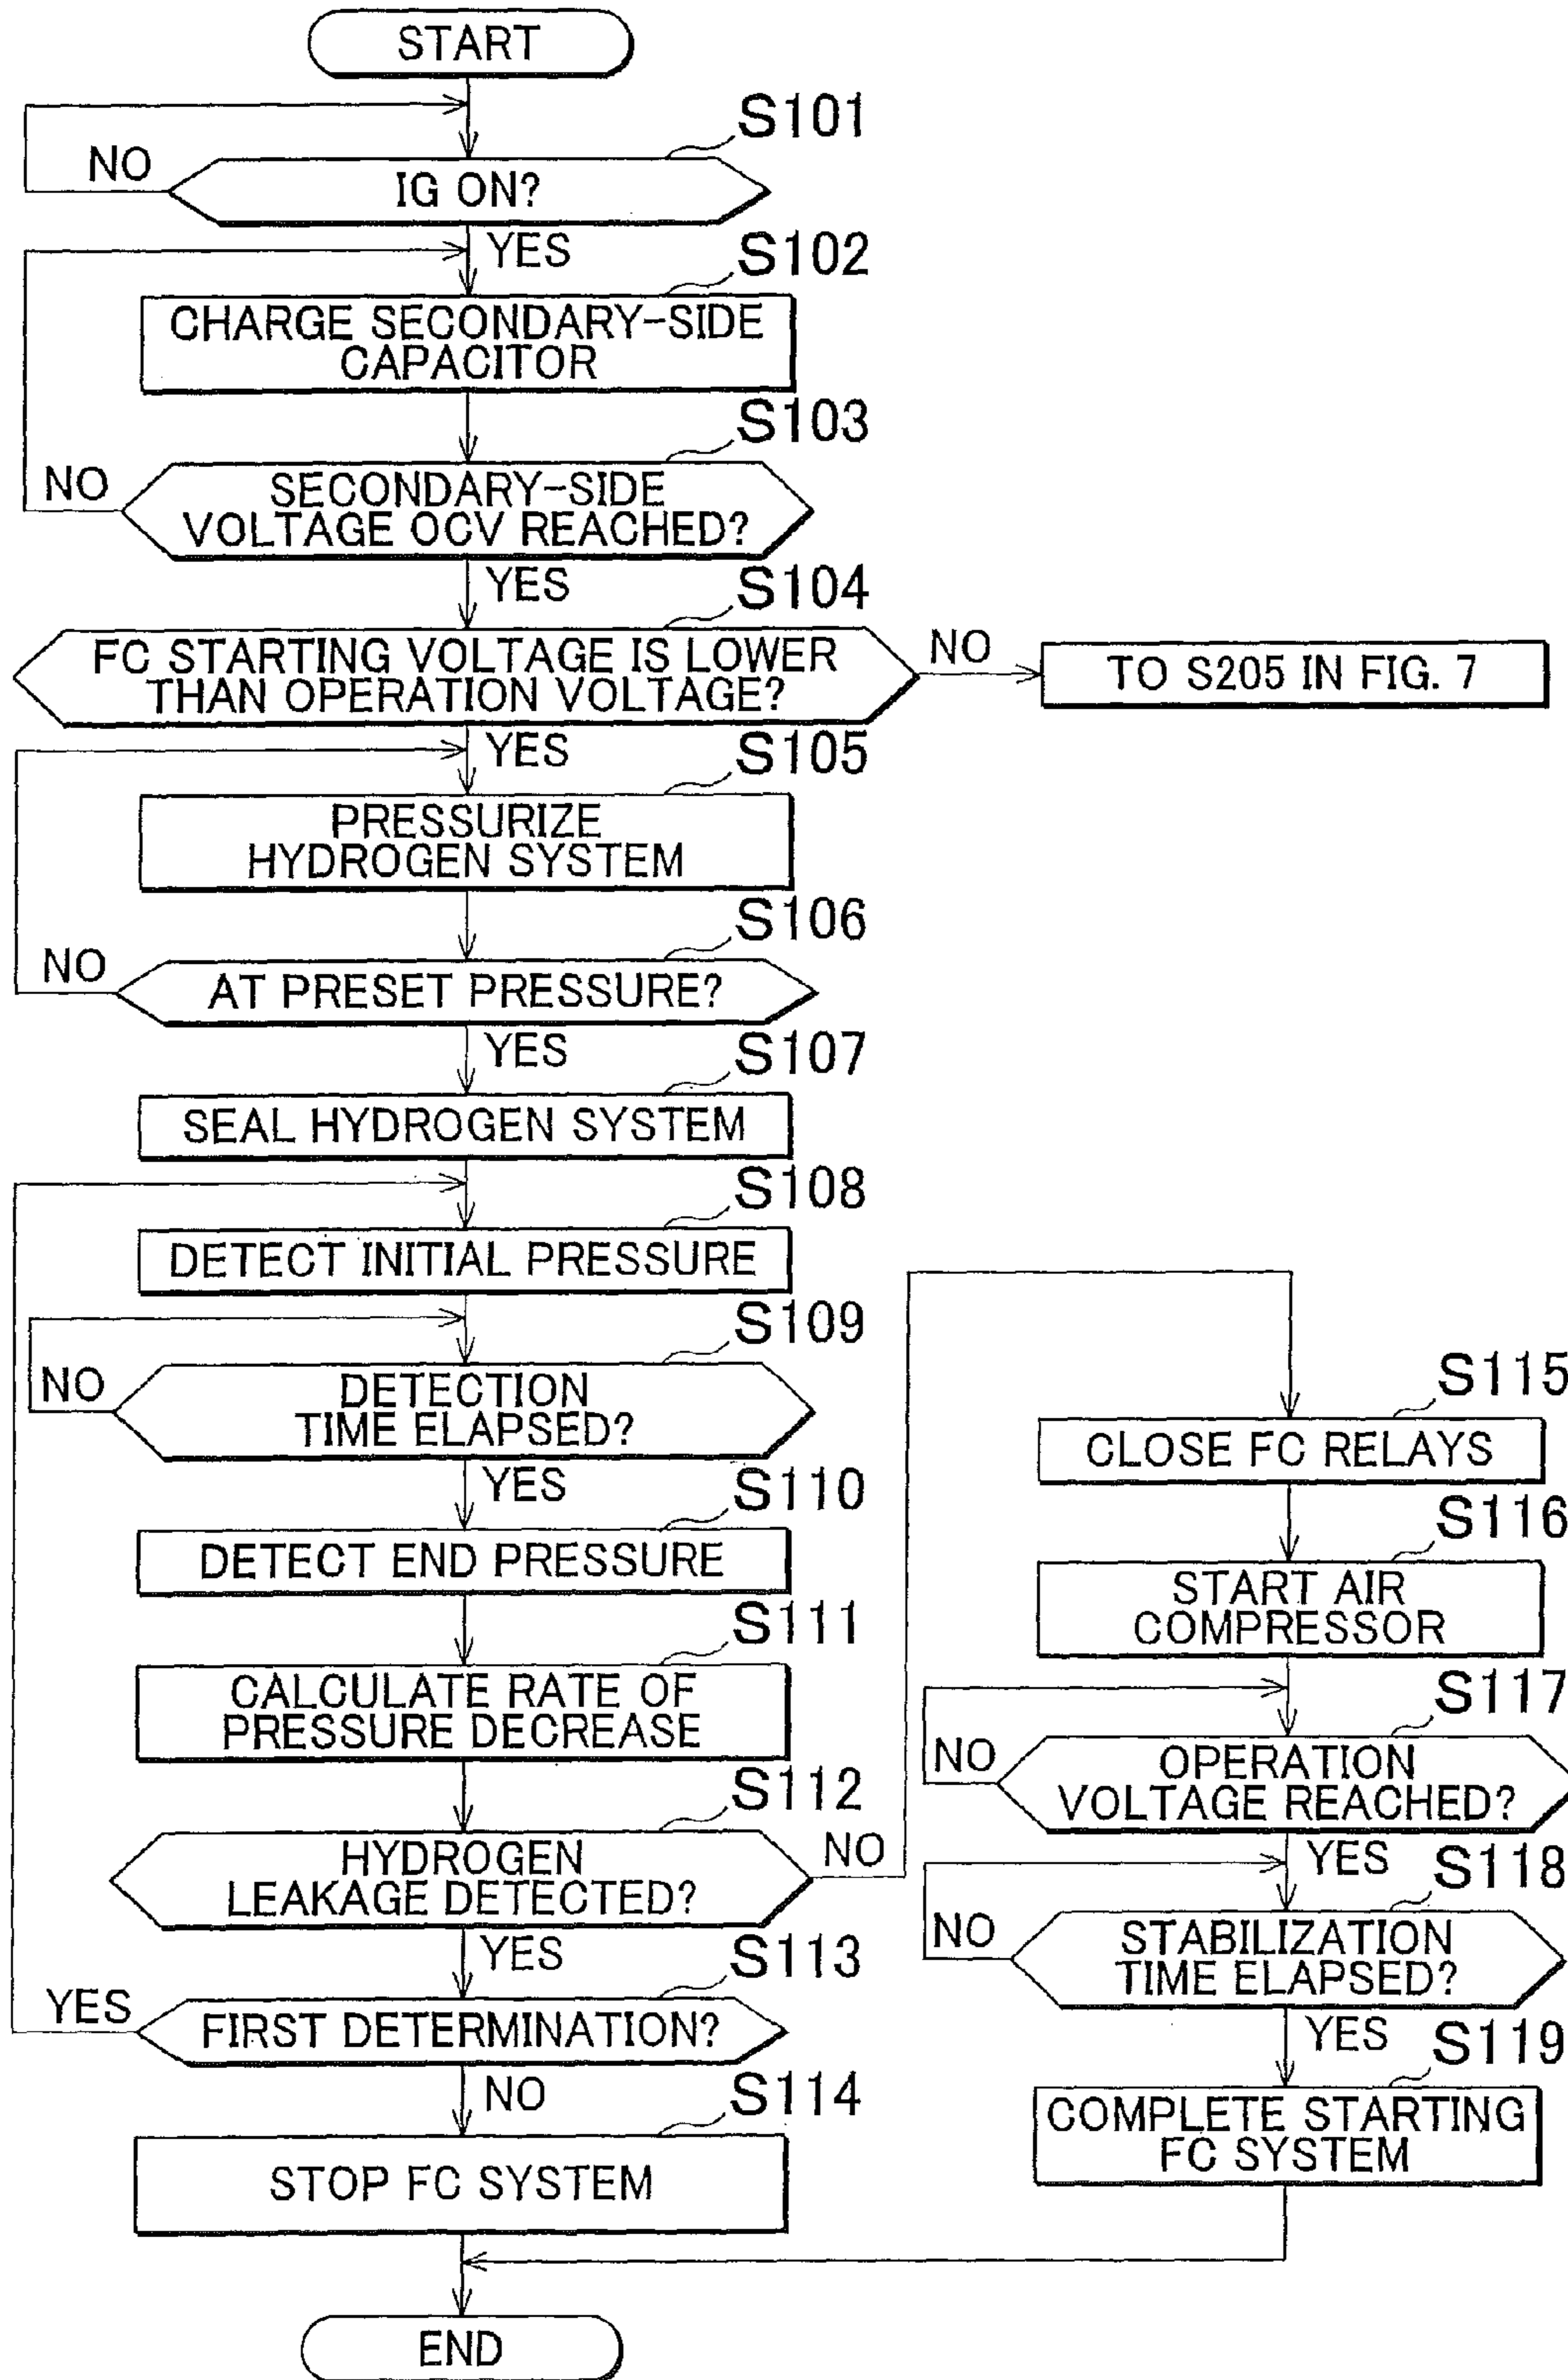 START
S101
NO
IG ON?
YES
S102
CHARGE SECONDARY-SIDE
CAPACITOR
S103
NO
SECONDARY-SIDE
VOLTAGE OCV REACHED?
YES
S104
FC STARTING VOLTAGE IS LOWER
THAN OPERATION VOLTAGE?
NO
TO S205 IN FIG. 7
YES
S105
PRESSURIZE
HYDROGEN SYSTEM
S106
NO
AT PRESET PRESSURE?
YES
S107
SEAL HYDROGEN SYSTEM
S108
DETECT INITIAL PRESSURE
S109
NO
DETECTION
TIME ELAPSED?
YES
S110
DETECT END PRESSURE
S111
CALCULATE RATE OF
PRESSURE DECREASE
S112
HYDROGEN
LEAKAGE DETECTED?
NO
YES
S113
YES
FIRST DETERMINATION?
NO
S114
STOP FC SYSTEM
S115
CLOSE FC RELAYS
S116
START AIR
COMPRESSOR
S117
NO
OPERATION
VOLTAGE REACHED?
YES
S118
NO
STABILIZATION
TIME ELAPSED?
YES
S119
COMPLETE STARTING
FC SYSTEM
END